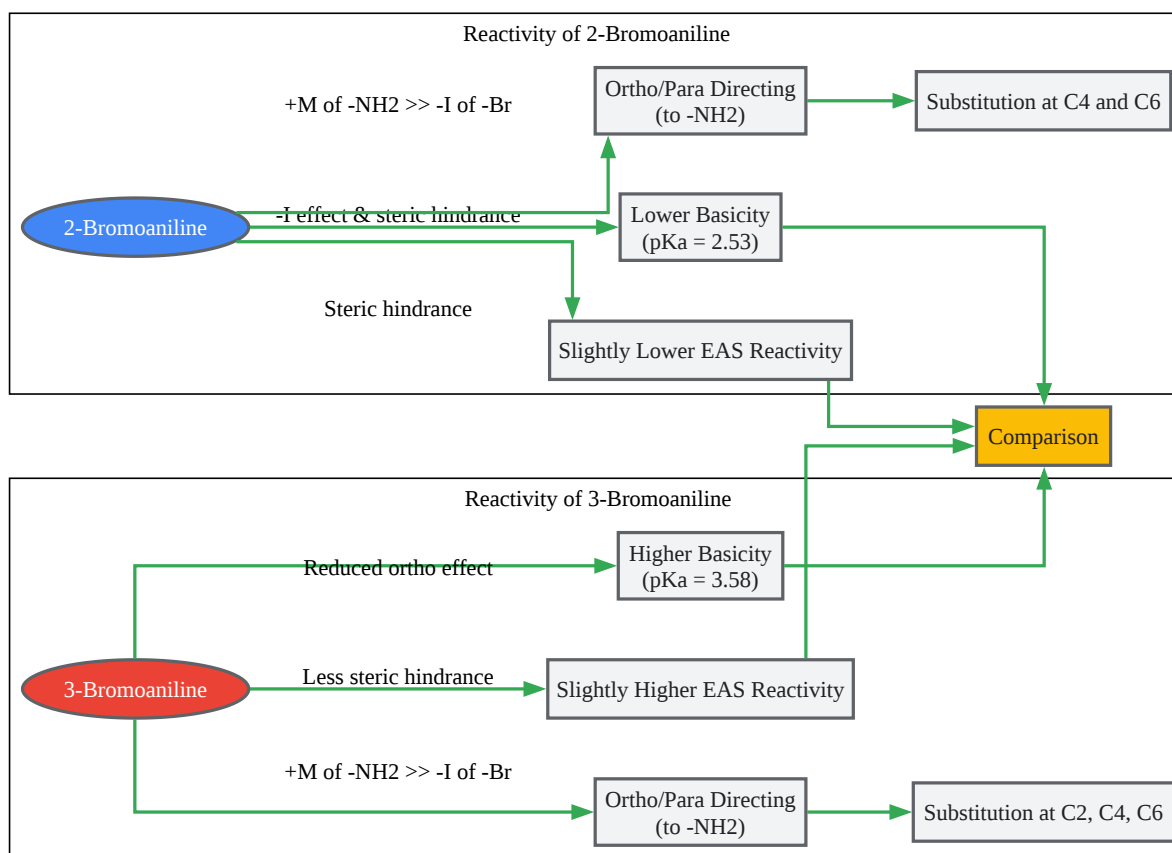 Reactivity of 2-Bromoaniline
+M of -NH2 >> -I of -Br
Ortho/Para Directing
(to -NH2)
Substitution at C4 and C6
2-Bromoaniline
-I effect & steric hindrance
Lower Basicity
(pKa = 2.53)
Steric hindrance
Slightly Lower EAS Reactivity
Comparison
Reactivity of 3-Bromoaniline
Reduced ortho effect
Higher Basicity
(pKa = 3.58)
3-Bromoaniline
Less steric hindrance
Slightly Higher EAS Reactivity
+M of -NH2 >> -I of -Br
Ortho/Para Directing
(to -NH2)
Substitution at C2, C4, C6